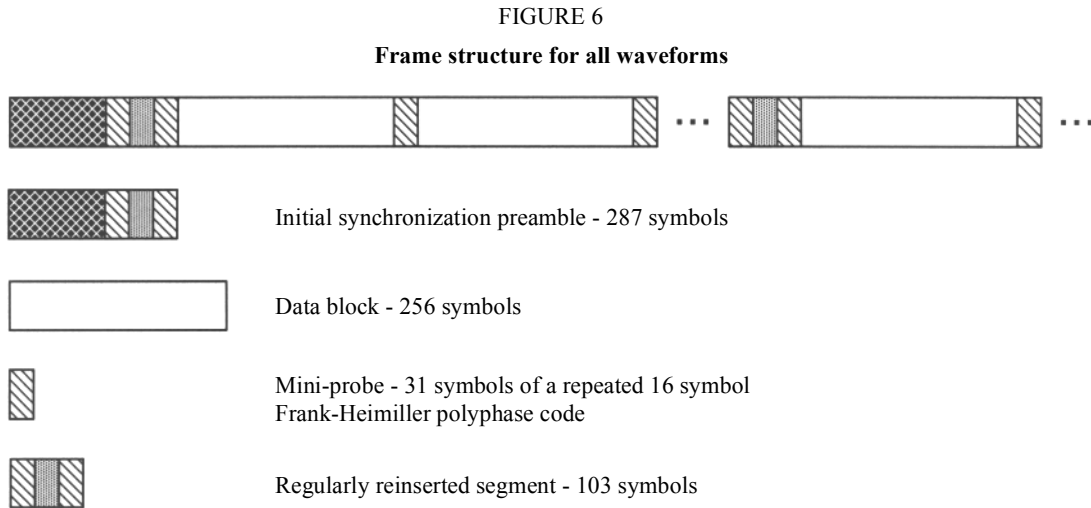 FIGURE 6
Frame structure for all waveforms
Initial synchronization preamble - 287 symbols
Data block - 256 symbols
Mini-probe - 31 symbols of a repeated 16 symbol
Frank-Heimiller polyphase code
Regularly reinserted segment - 103 symbols